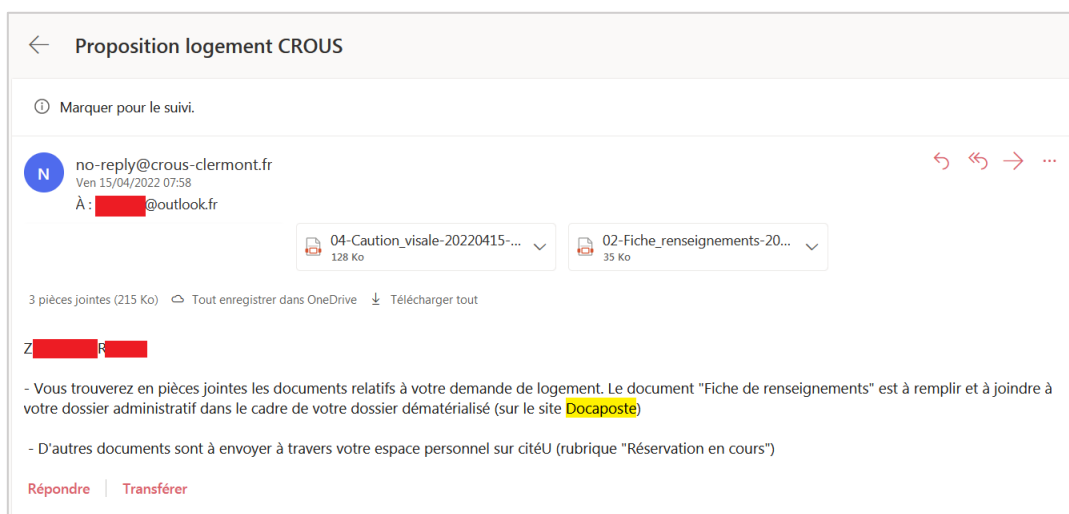 Proposition logement CROUS
Marquer pour le suivi.
N
no-reply@crous-clermont.fr
Ven 15/04/2022 07:58
À : @outlook.fr
04-Caution_visale-20220415-...
128 Ko
02-Fiche_renseignements-20...
35 Ko
3 pièces jointes (215 Ko) Tout enregistrer dans OneDrive Télécharger tout
Z R
- Vous trouverez en pièces jointes les documents relatifs à votre demande de logement. Le document "Fiche de renseignements" est à remplir et à joindre à
votre dossier administratif dans le cadre de votre dossier dématérialisé (sur le site Docaposte)
- D'autres documents sont à envoyer à travers votre espace personnel sur citéU (rubrique "Réservation en cours")
Répondre Transférer